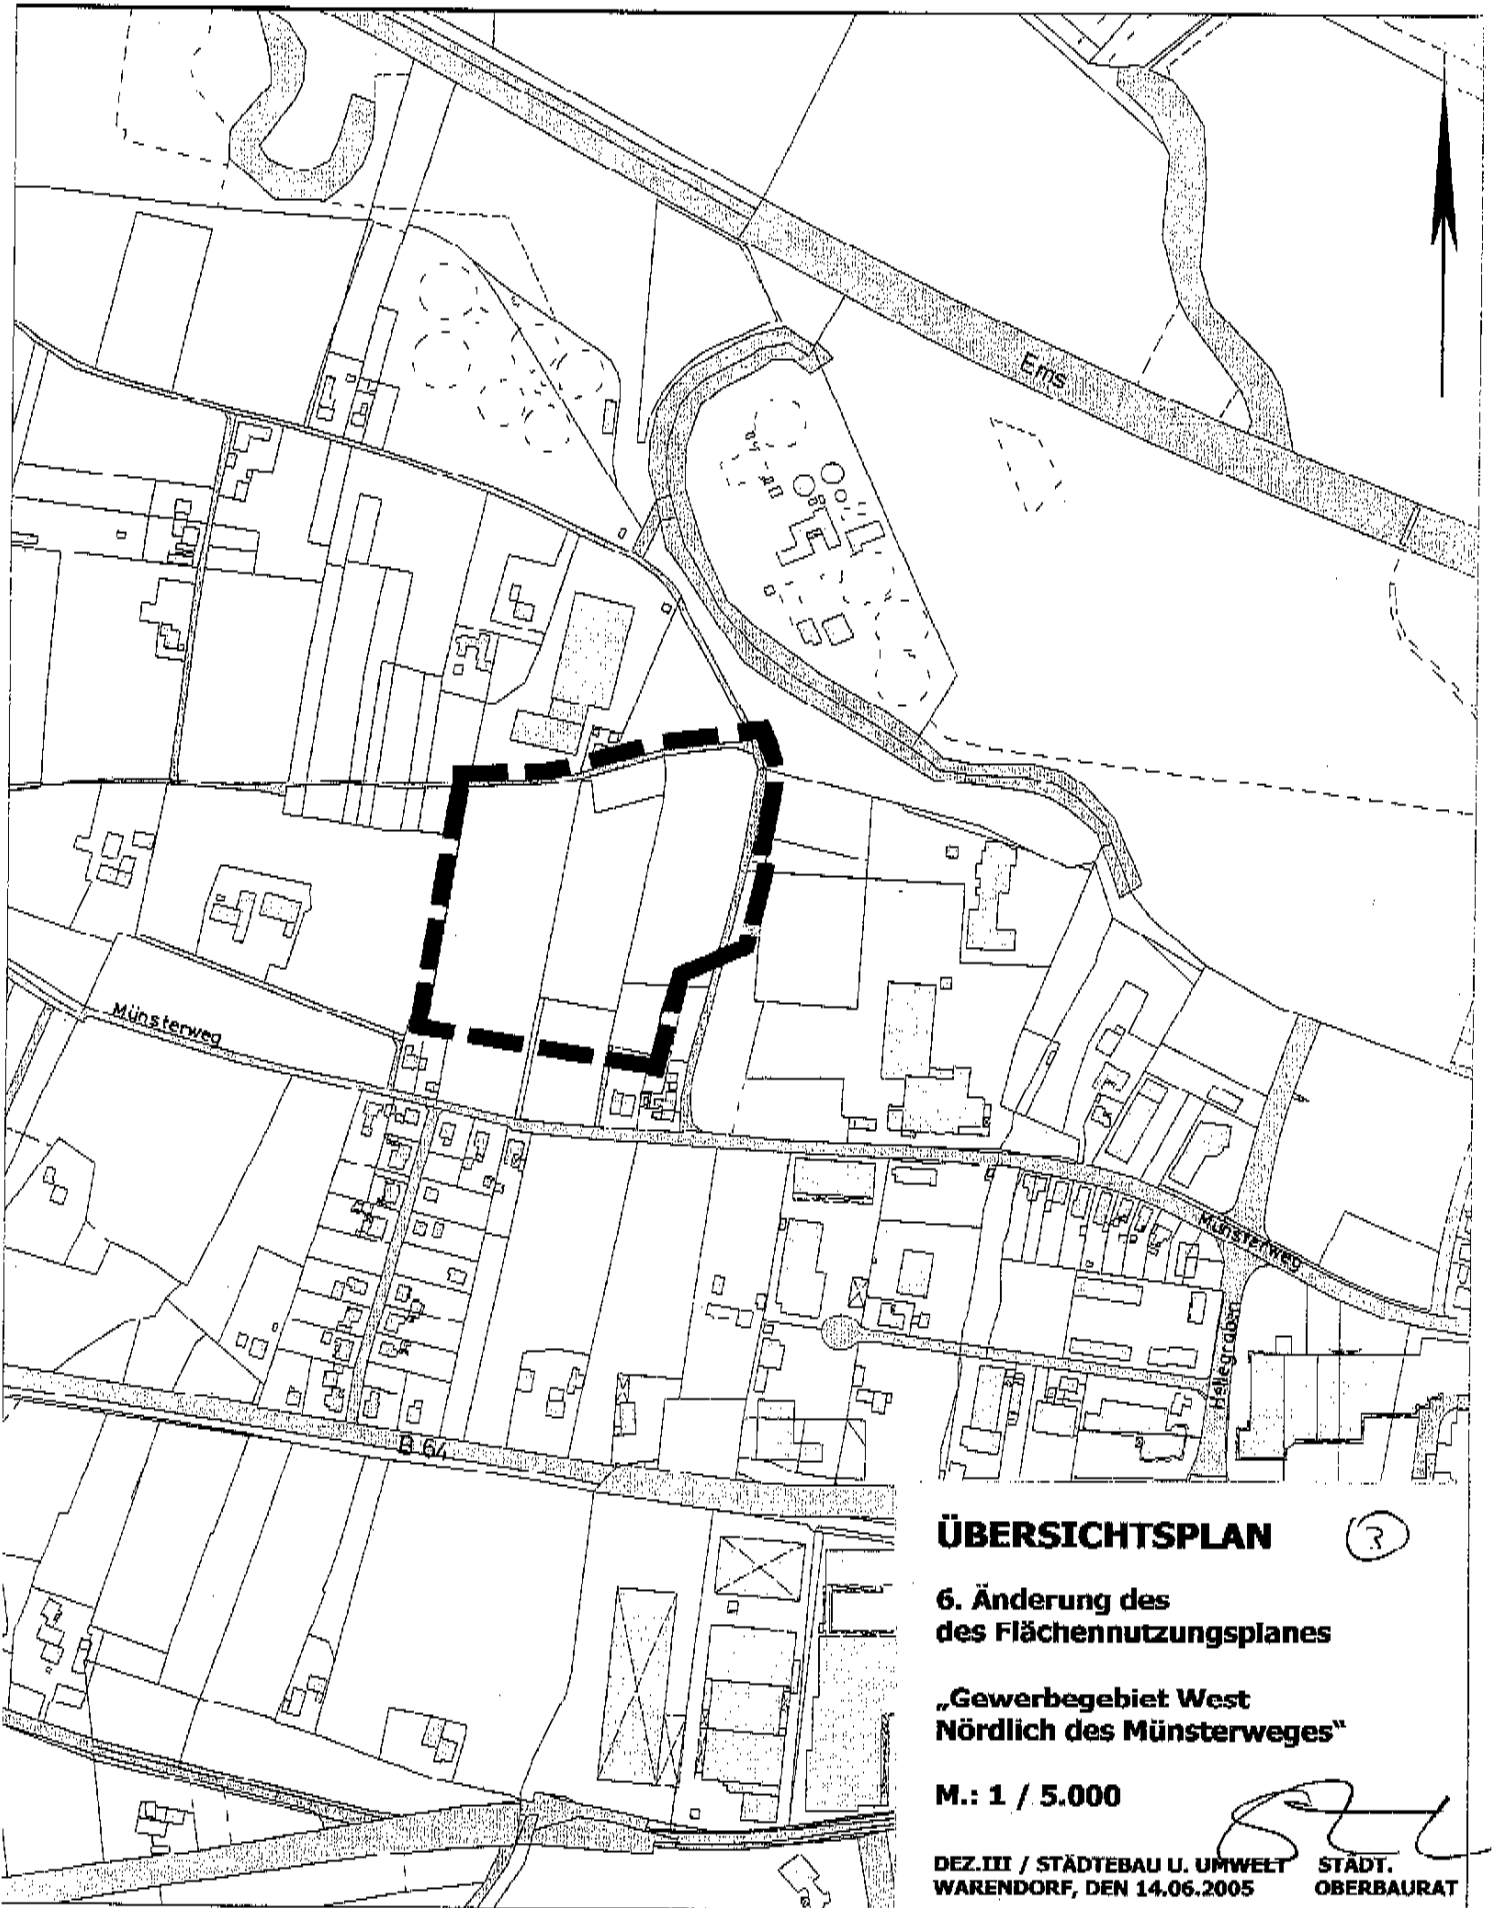 Ems
Münsterweg
Münsterweg
Hellegraben
B 64
ÜBERSICHTSPLAN
3
6. Änderung des
des Flächennutzungsplanes
„Gewerbegebiet West
Nördlich des Münsterweges“
M.: 1 / 5.000
DEZ.III / STÄDTEBAU U. UMWELT STÄDT.
WARENDORF, DEN 14.06.2005 OBERBAURAT